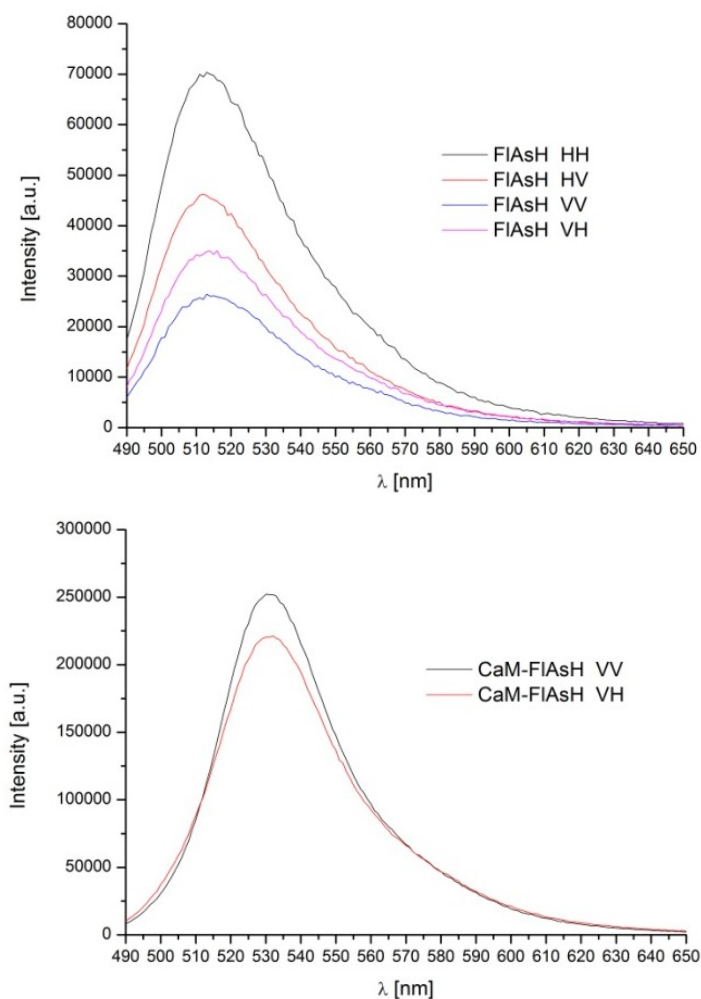 80000
70000
60000
50000
40000
30000
20000
10000
0
Intensity [a.u.]
FlAsH HH
FlAsH HV
FlAsH VV
FlAsH VH
490 500 510 520 530 540 550 560 570 580 590 600 610 620 630 640 650
λ [nm]
300000
250000
200000
150000
100000
50000
0
Intensity [a.u.]
CaM-FlAsH VV
CaM-FlAsH VH
490 500 510 520 530 540 550 560 570 580 590 600 610 620 630 640 650
λ [nm]